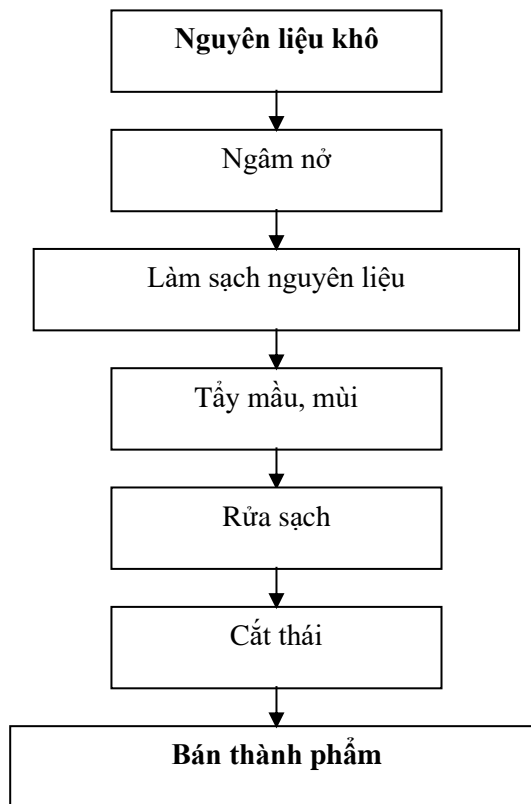 Nguyên liệu khô
Ngâm nở
Làm sạch nguyên liệu
Tẩy mầu, mùi
Rửa sạch
Cắt thái
Bán thành phẩm